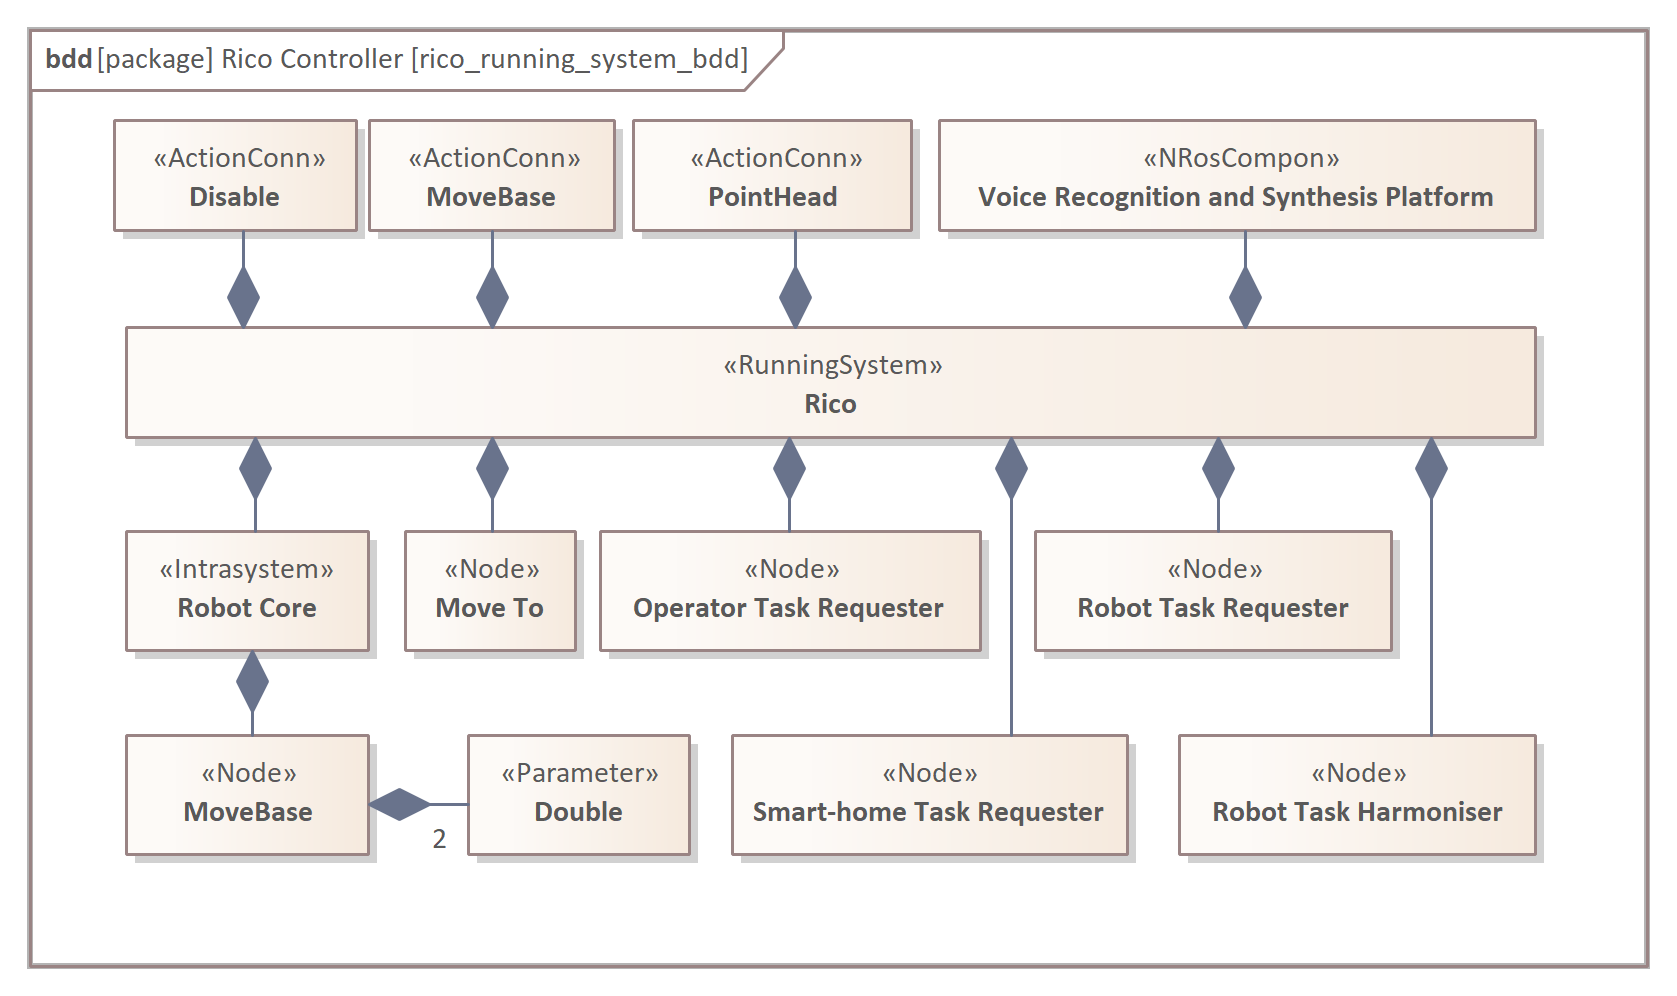 bdd [package] Rico Controller [rico_running_system_bdd]
«ActionConn»
Disable
«ActionConn»
MoveBase
«ActionConn»
PointHead
«NRosCompon»
Voice Recognition and Synthesis Platform
«RunningSystem»
Rico
«Intrasystem»
Robot Core
«Node»
Move To
«Node»
Operator Task Requester
«Node»
Robot Task Requester
«Node»
MoveBase
2
«Parameter»
Double
«Node»
Smart-home Task Requester
«Node»
Robot Task Harmoniser